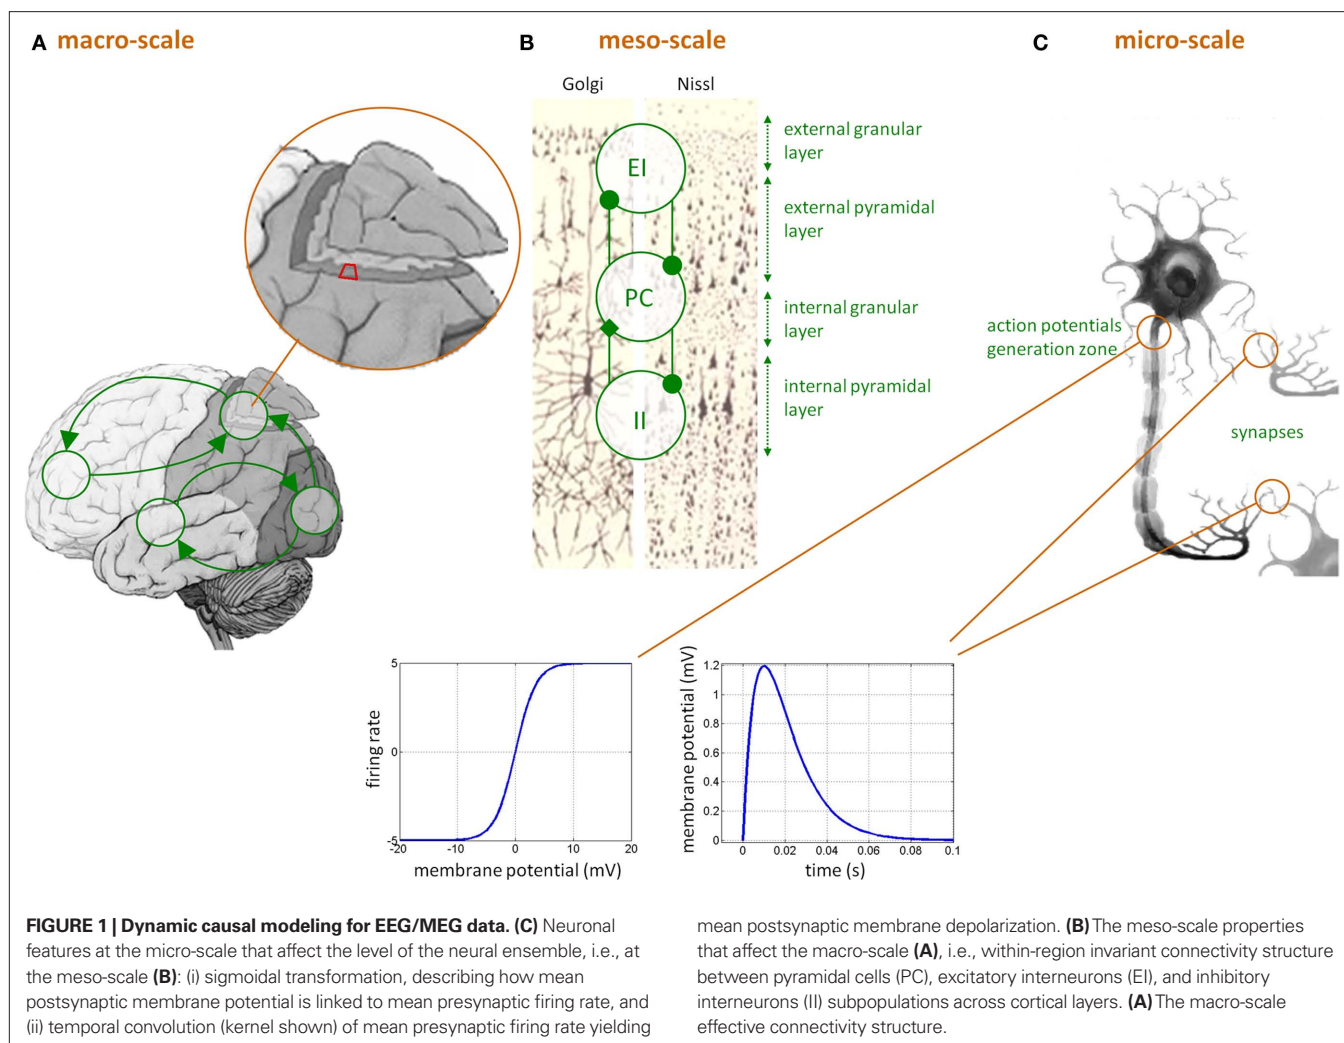 A macro-scale
B meso-scale
C micro-scale
Golgi
Nissl
external granular
layer
external pyramidal
layer
internal granular
layer
internal pyramidal
layer
EI
PC
II
action potentials
generation zone
synapses
5
0
-5
-20
-10
0
10
20
firing rate
membrane potential (mV)
1.2
1
0.8
0.6
0.4
0.2
0
0
0.02
0.04
0.06
0.08
0.1
membrane potential (mV)
time (s)
FIGURE 1 | Dynamic causal modeling for EEG/MEG data. (C) Neuronal
features at the micro-scale that affect the level of the neural ensemble, i.e., at
the meso-scale (B): (i) sigmoidal transformation, describing how mean
postsynaptic membrane potential is linked to mean presynaptic firing rate, and
(ii) temporal convolution (kernel shown) of mean presynaptic firing rate yielding
mean postsynaptic membrane depolarization. (B) The meso-scale properties
that affect the macro-scale (A), i.e., within-region invariant connectivity structure
between pyramidal cells (PC), excitatory interneurons (EI), and inhibitory
interneurons (II) subpopulations across cortical layers. (A) The macro-scale
effective connectivity structure.